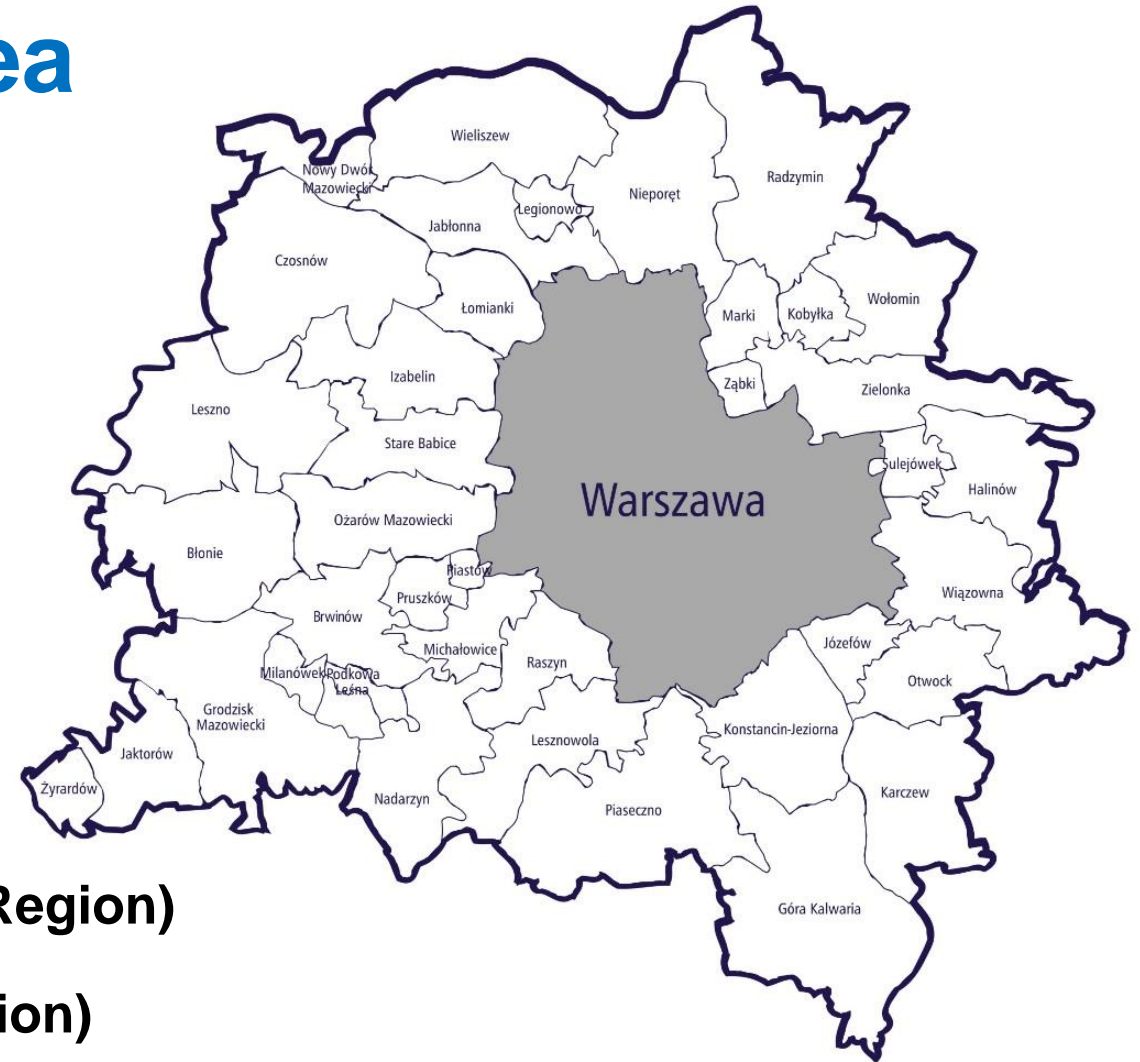 ea
Wieliszew
Nowy Dwór
Mazowiecki
Radzymin
Nieporęt
Legionowo
Jabłonna
Czosnów
Łomianki
Wołomin
Marki
Kobyłka
Izabelin
Ząbki
Zielonka
Leszno
Stare Babice
Sulejówek
Halinów
Warszawa
Ożarów Mazowiecki
Błonie
Piastów
Pruszków
Wiązowna
Brwinów
Józefów
Michałowice
Raszyn
Milanówek
Podkowa
Leśna
Otwock
Grodzisk
Mazowiecki
Konstancin-Jeziorna
Lesznowola
Jaktorów
Żyrardów
Nadarzyn
Karczew
Piaseczno
Region)
Góra Kalwaria
ion)